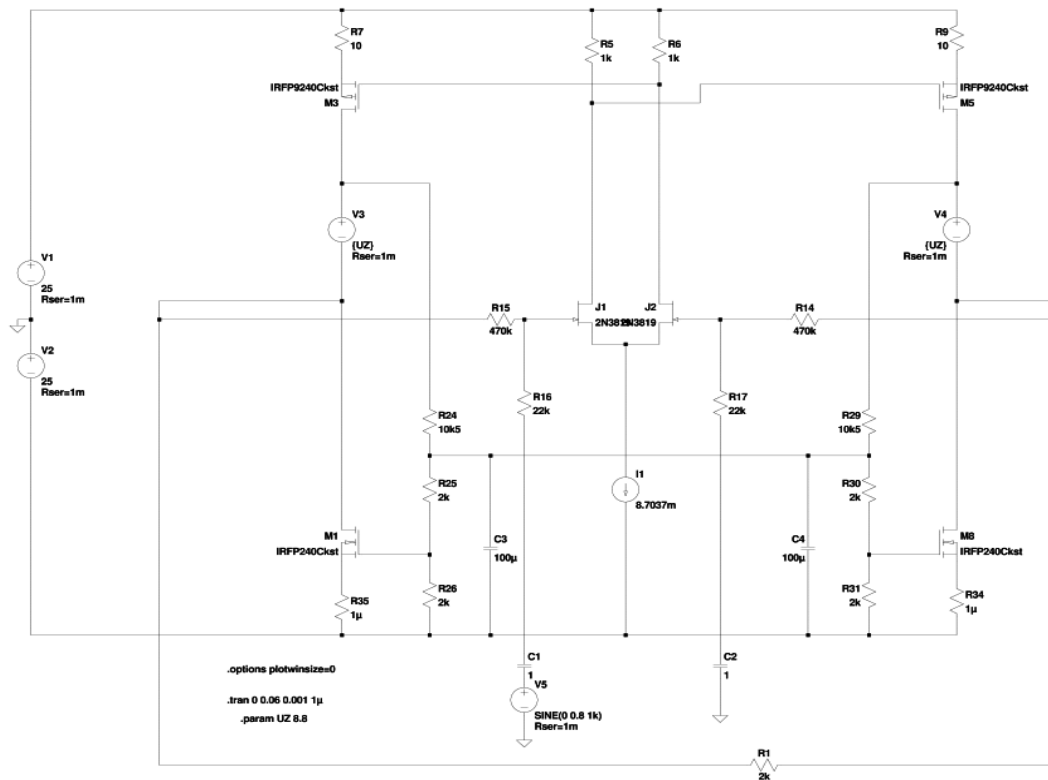 R7
10
R5
1k
R6
1k
R9
10
IRFP9240Ckst
M3
IRFP9240Ckst
M5
V3
{UZ}
Rser=1m
V4
{UZ}
Rser=1m
V1
25
Rser=1m
V2
25
Rser=1m
R15
470k
J1
J2
2N3819
2N3819
R14
470k
R16
22k
R17
22k
R24
10k5
R29
10k5
R25
2k
I1
8.7037m
R30
2k
M1
IRFP240Ckst
C3
100µ
C4
100µ
M8
IRFP240Ckst
R26
2k
R31
2k
R35
1µ
R34
1µ
.options plotwinsize=0
.tran 0 0.06 0.001 1µ
.param UZ 8.8
C1
1
V5
SINE(0 0.8 1k)
Rser=1m
C2
1
R1
2k